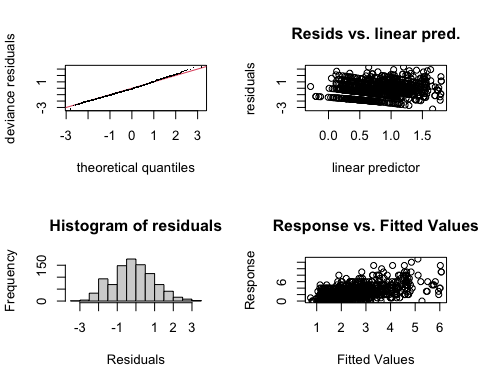 deviance residuals
-3 1
-3 -1 0 1 2 3
theoretical quantiles
Resids vs. linear pred.
residuals
-3 1
0.0 0.5 1.0 1.5
linear predictor
Histogram of residuals
Frequency
0 150
-3 -1 1 2 3
Residuals
Response vs. Fitted Values
Response
0 6
1 2 3 4 5 6
Fitted Values